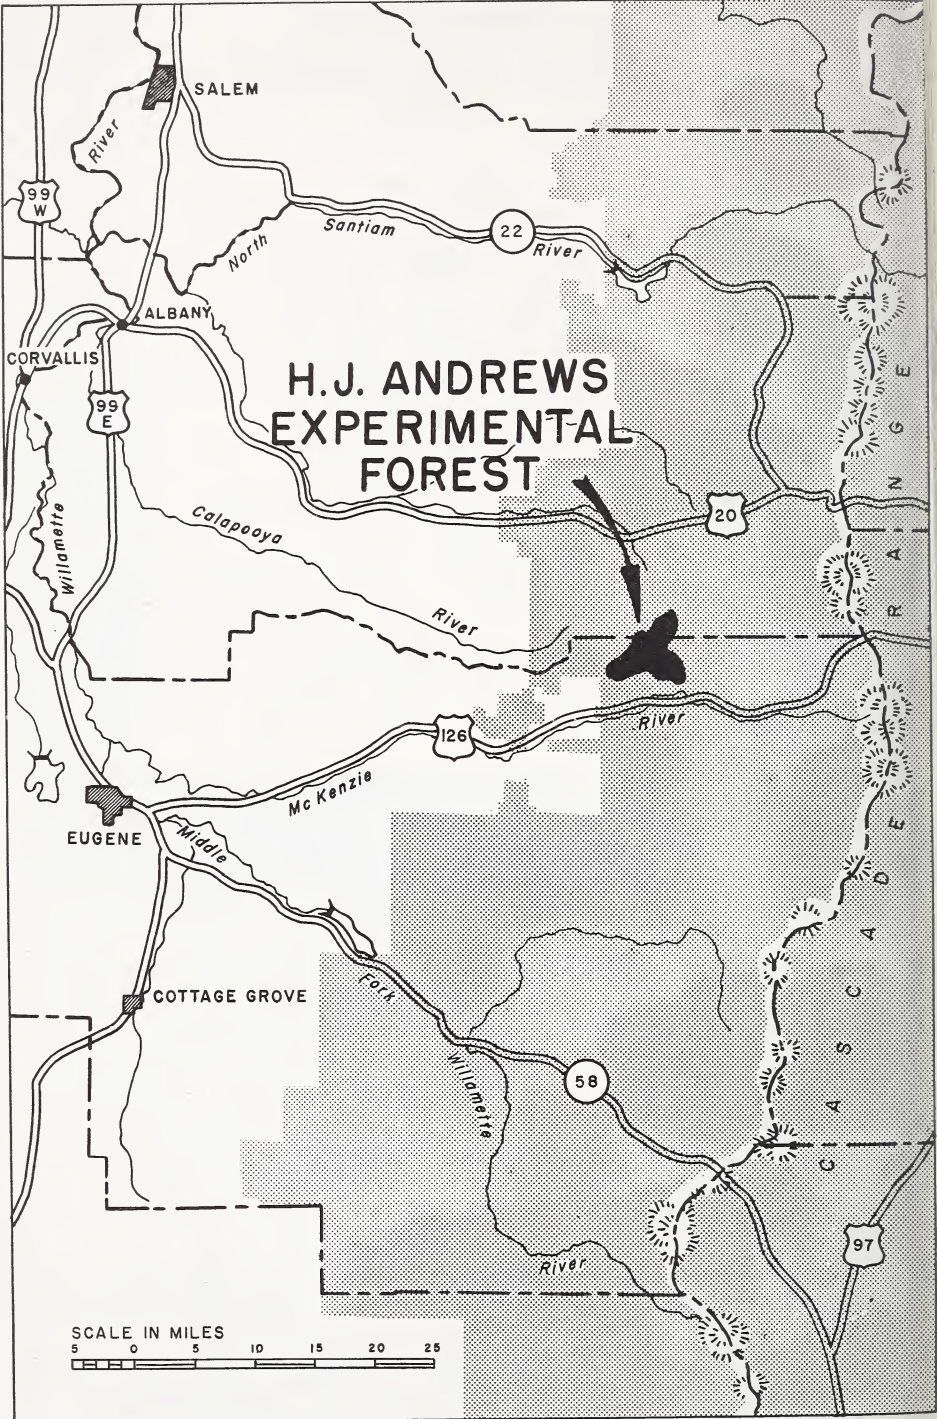 SALEM
River
99
W
North
Santiam
22
River
ALBANY
CORVALLIS
99
E
H.J. ANDREWS
EXPERIMENTAL
FOREST
20
Willamette
Calapooya
River
126
River
McKenzie
EUGENE
Middle
Fork
COTTAGE GROVE
Willamette
58
River
97
CASCADE RANGE
SCALE IN MILES
5 0 5 10 15 20 25